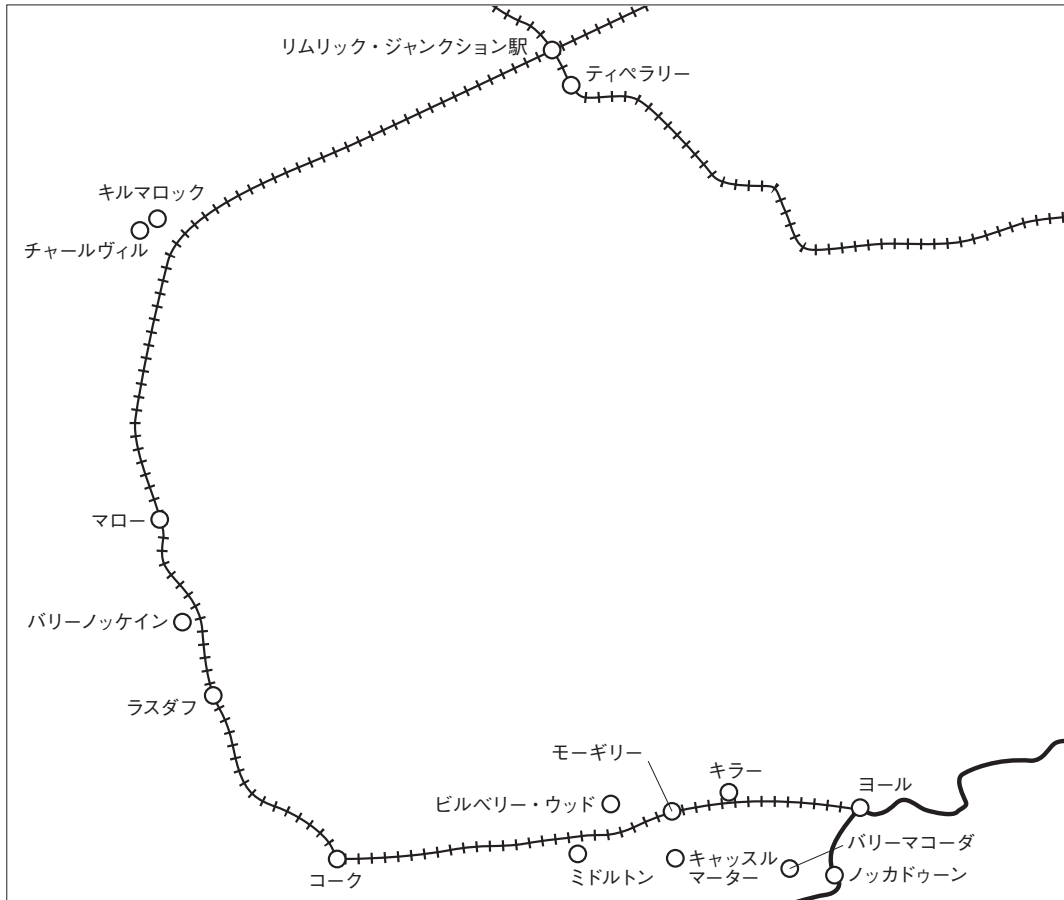 リムリック・ジャンクション駅
ティペラリー
キルマロック
チャールヴィル
マロー
バリーノッケイン
ラスダフ
モーギリー
キラー
ヨール
ビルベリー・ウッド
バリーマコーダ
キャッスル
マーター
ノッカドゥーン
ミドルトン
コーク